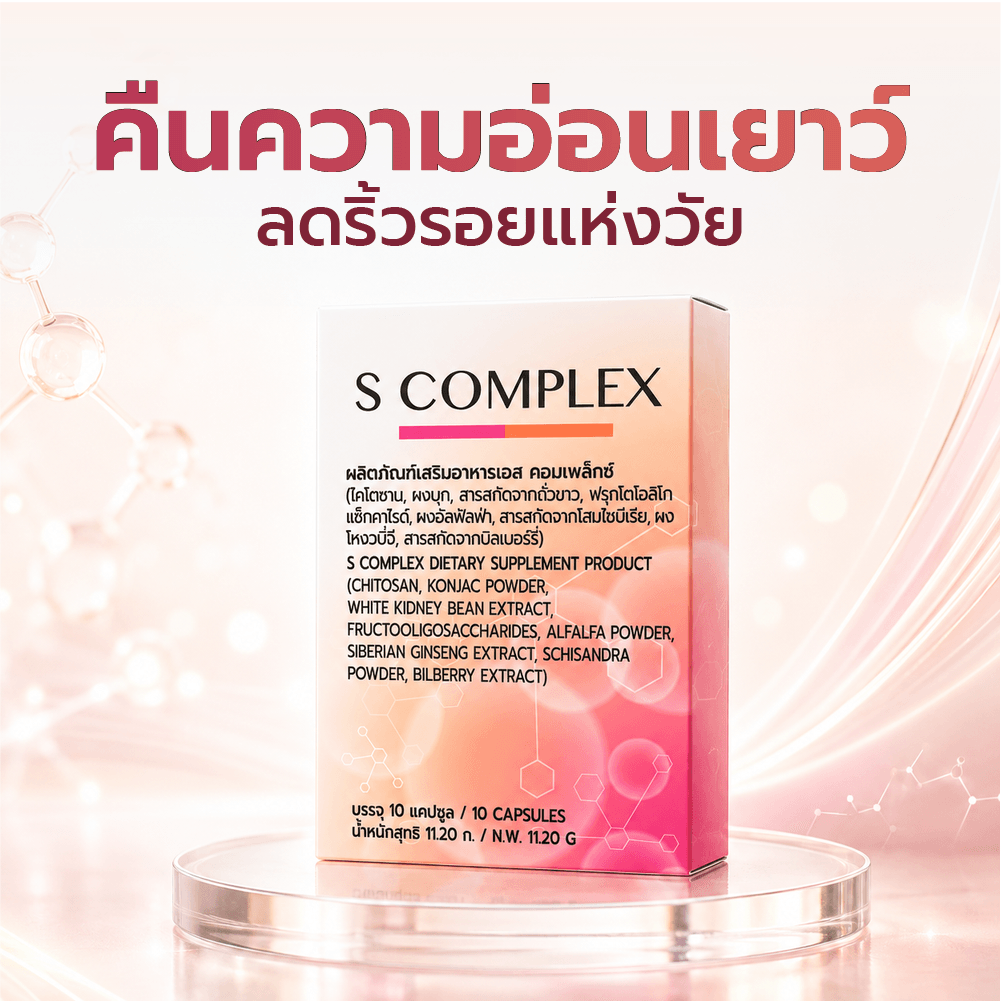 คืนความอ่อนเยาว์
ลดริ้วรอยแห่งวัย
S COMPLEX
ผลิตภัณฑ์เสริมอาหารเอส คอมเพล็กซ์
(ไคโตซาน, ผงบุก, สารสกัดจากถั่วขาว, ฟรุกโตโอลิโก
แซ็กคาไรด์, ผงอัลฟัลฟ่า, สารสกัดจากโสมไซบีเรีย, ผง
โหงวบี่จี, สารสกัดจากบิลเบอร์รี่)
S COMPLEX DIETARY SUPPLEMENT PRODUCT
(CHITOSAN, KONJAC POWDER,
WHITE KIDNEY BEAN EXTRACT,
FRUCTOOLIGOSACCHARIDES, ALFALFA POWDER,
SIBERIAN GINSENG EXTRACT, SCHISANDRA
POWDER, BILBERRY EXTRACT)
บรรจุ 10 แคปซูล / 10 CAPSULES
น้ำหนักสุทธิ 11.20 ก. / N.W. 11.20 G